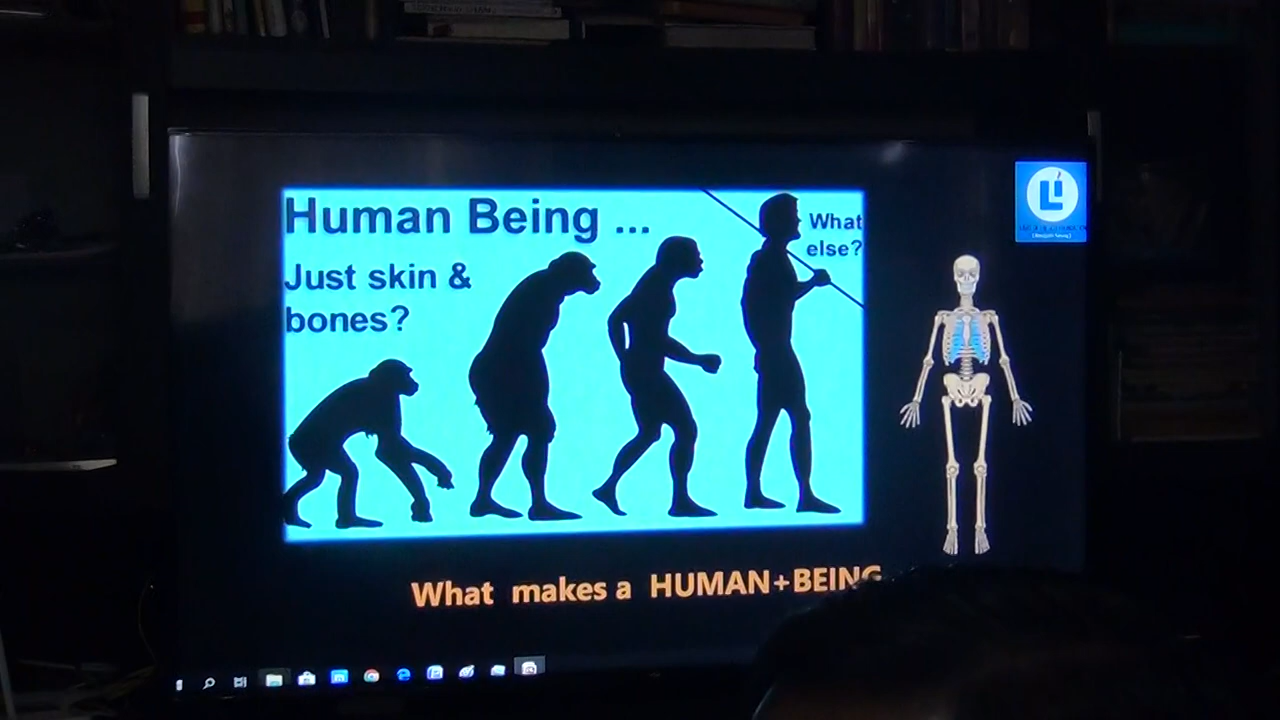 Human Being ...
What
else?
Just skin &
bones?
What makes a HUMAN+BEING